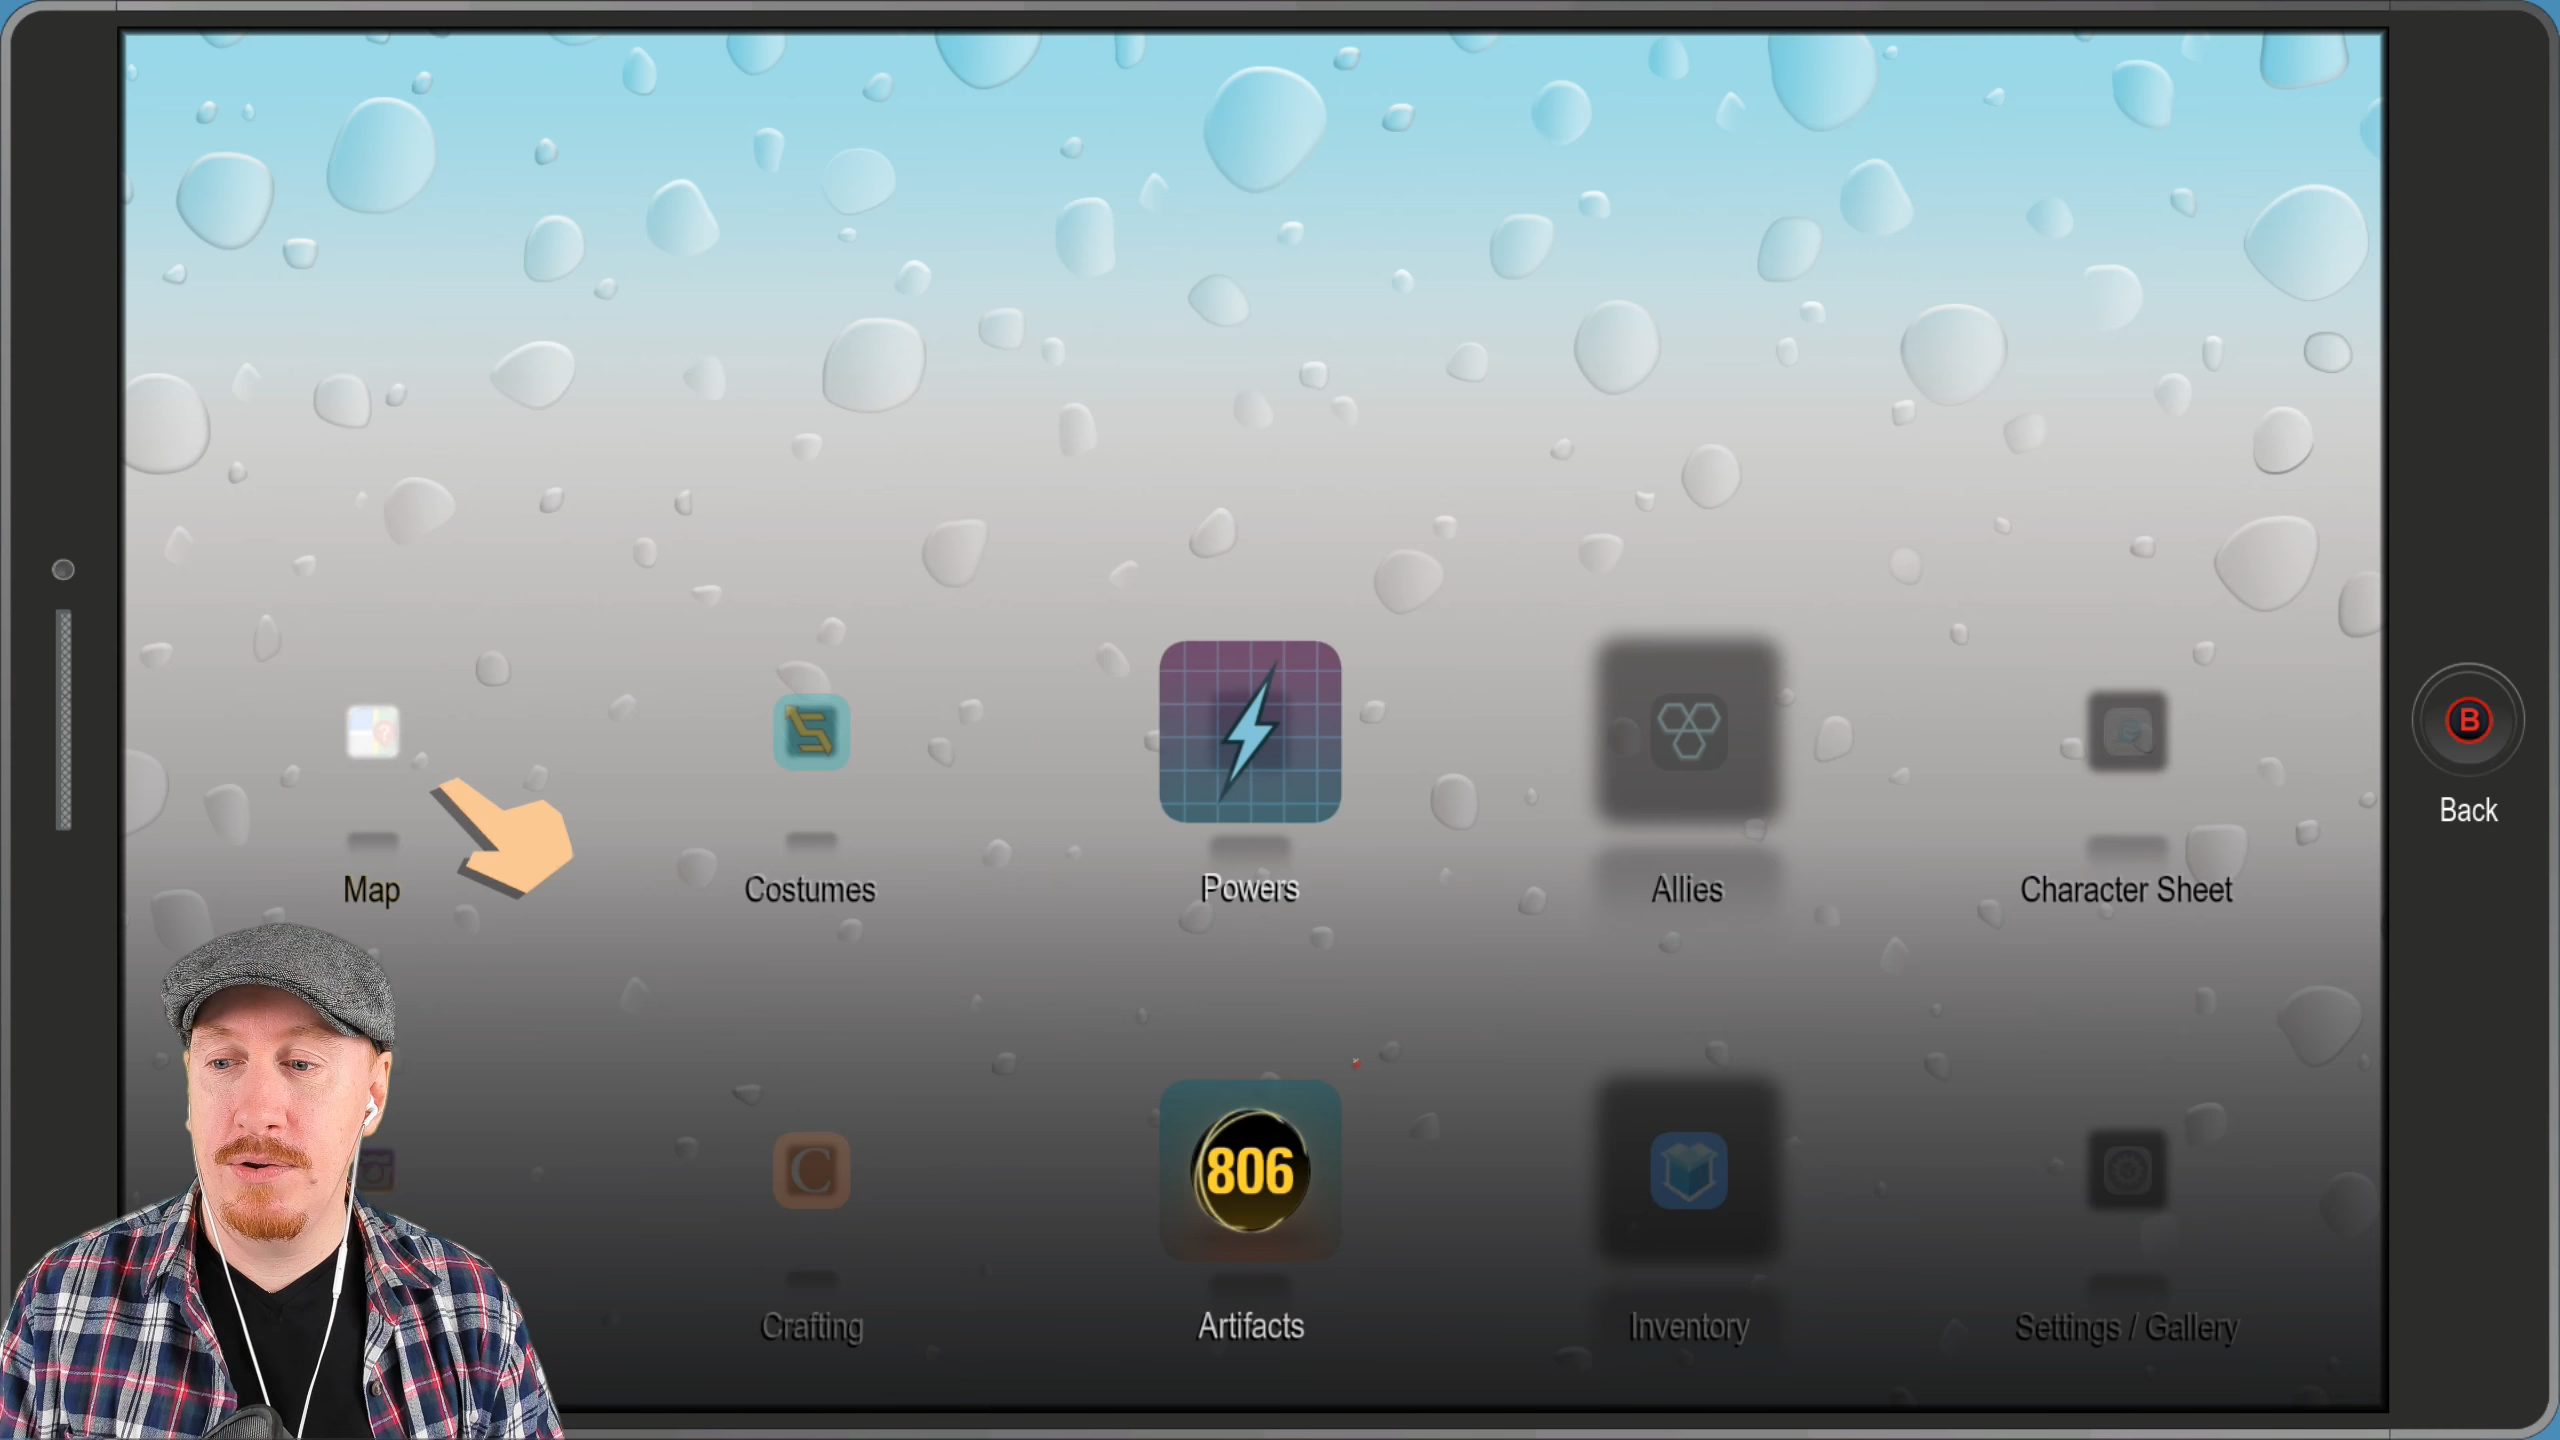 ?
B
Back
Map
Costumes
Powers
Allies
Character Sheet
C
806
Crafting
Artifacts
Inventory
Settings / Gallery